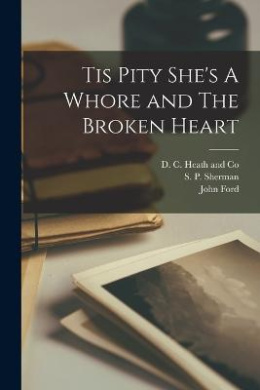 Tis Pity She's A
Whore and The
Broken Heart
D. C. Heath and Co
S. P. Sherman
John Ford